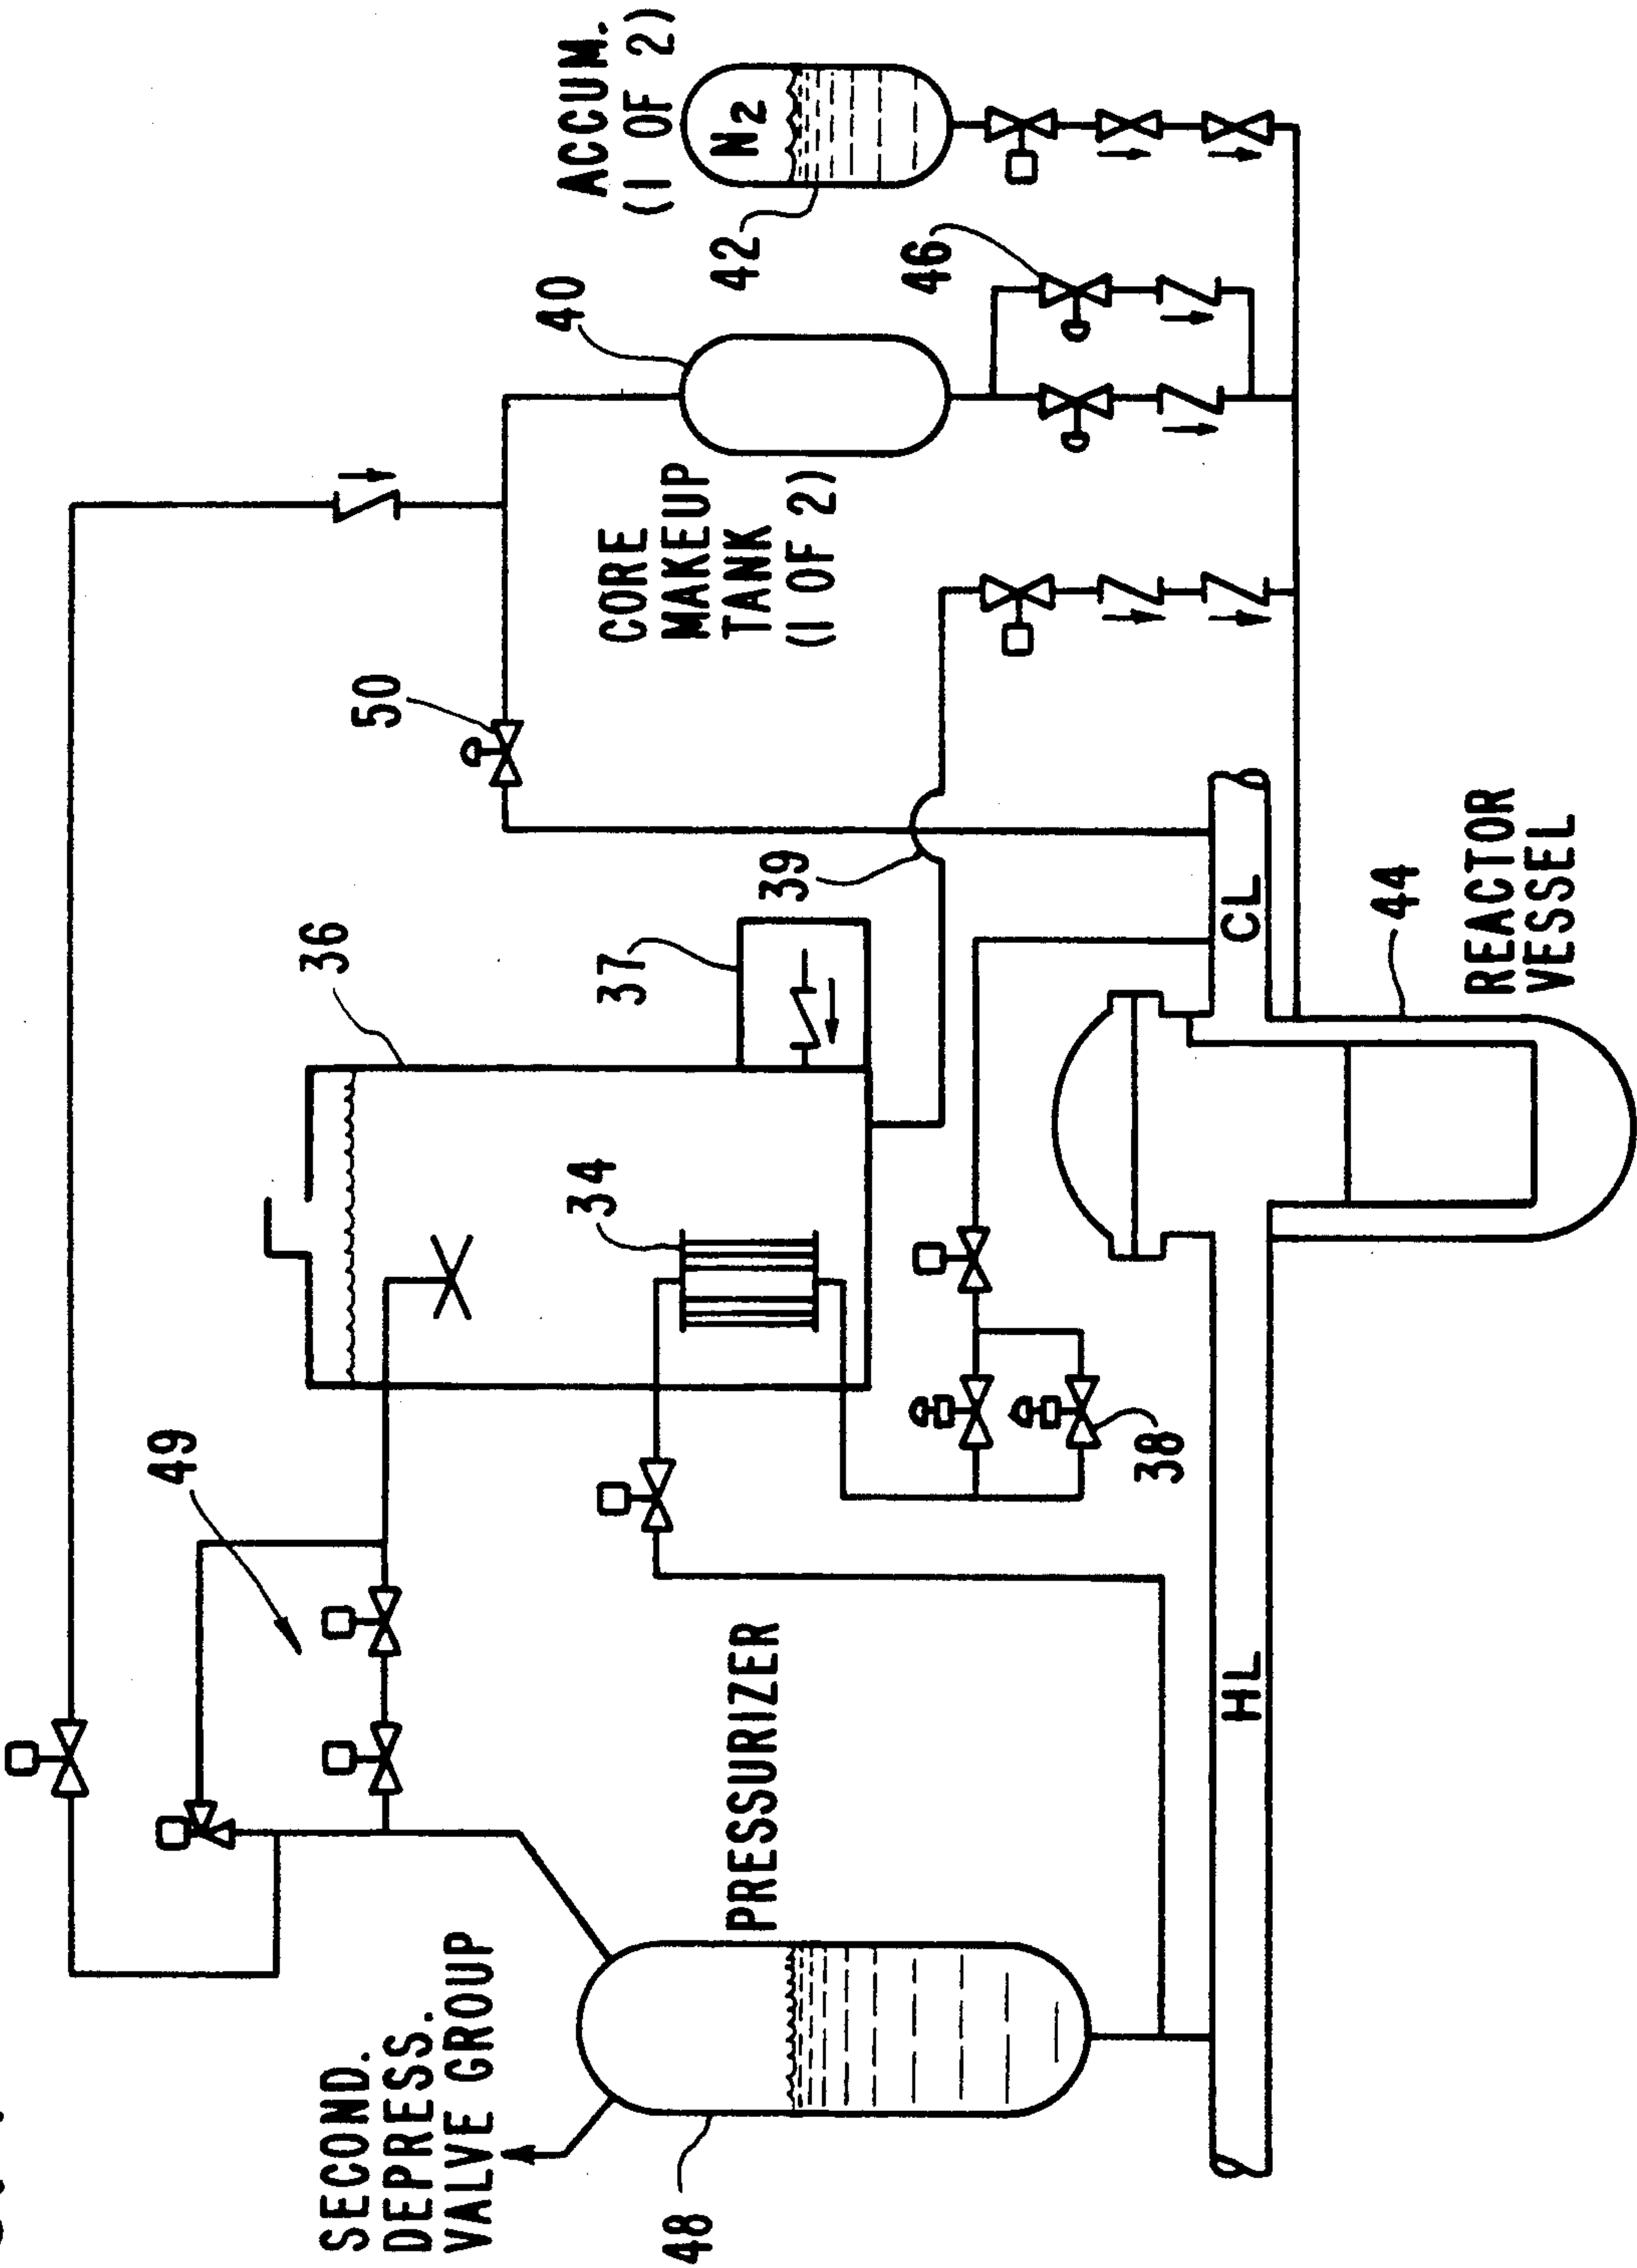 ACCUM.
(1 OF 2)
N2
42
46
40
CORE
MAKEUP
TANK
(1 OF 2)
50
39
36
37
34
CL
44
REACTOR
VESSEL
49
38
HL
PRESSURIZER
SECOND.
DEPRESS.
VALVE GROUP
48